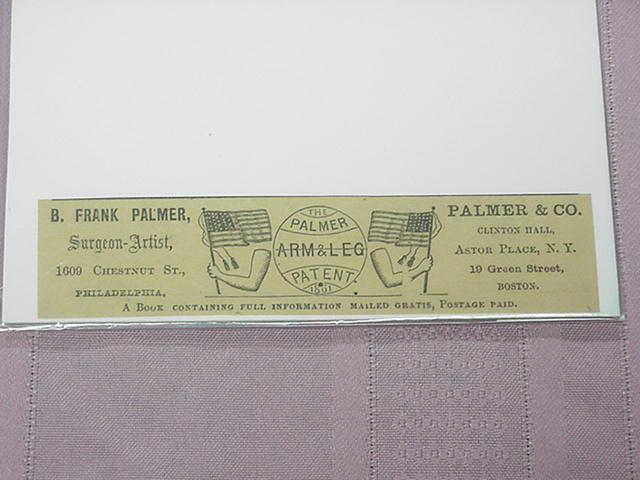 B. FRANK PALMER,
Surgeon-Artist,
1609 CHESTNUT ST.,
PHILADELPHIA,
THE
PALMER
ARM & LEG
PATENT.
PALMER & CO.
CLINTON HALL,
ASTOR PLACE, N. Y.
19 Green Street,
BOSTON.
A BOOK CONTAINING FULL INFORMATION MAILED GRATIS, POSTAGE PAID.